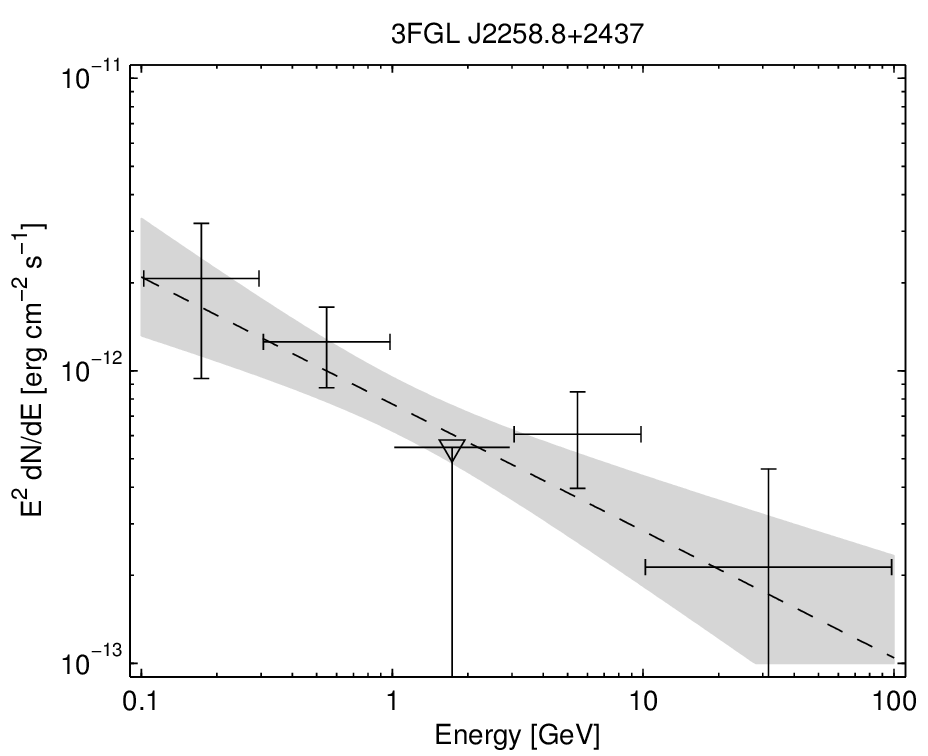 3FGL J2258.8+2437
10⁻¹¹
10⁻¹²
10⁻¹³
E² dN/dE [erg cm⁻² s⁻¹]
0.1 1 10 100
Energy [GeV]